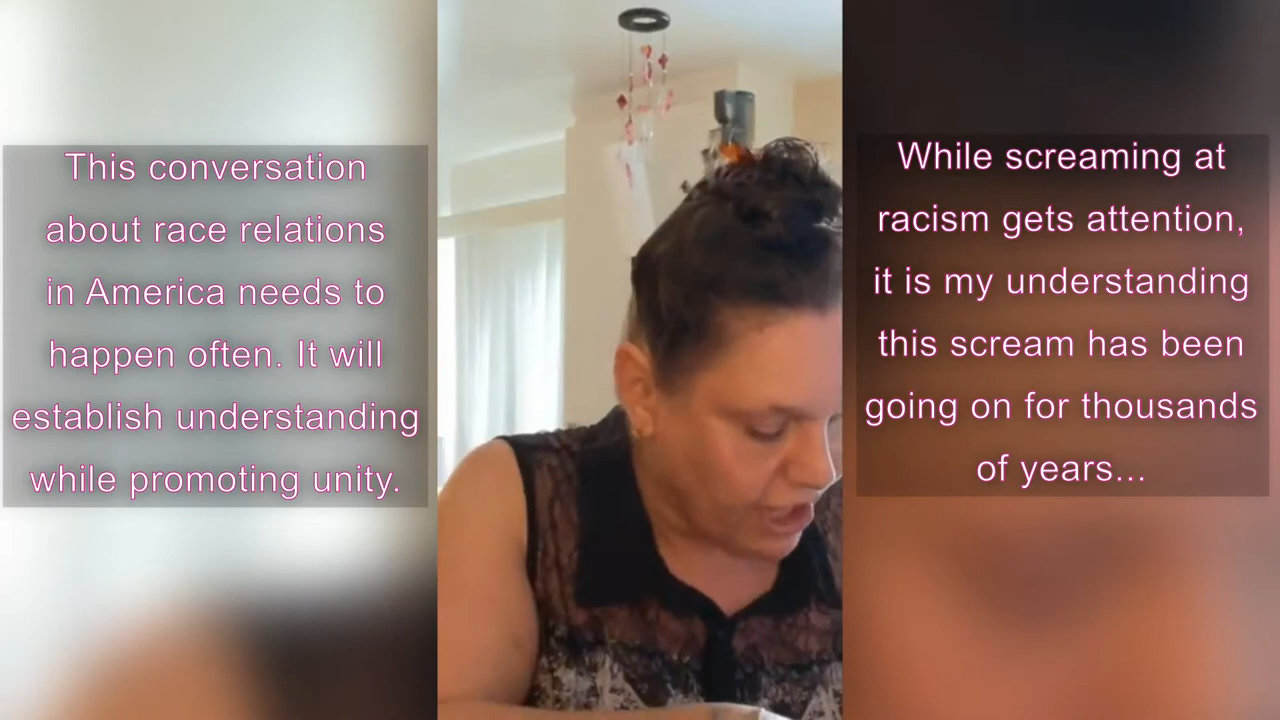 This conversation
about race relations
in America needs to
happen often. It will
establish understanding
while promoting unity.
While screaming at
racism gets attention,
it is my understanding
this scream has been
going on for thousands
of years...